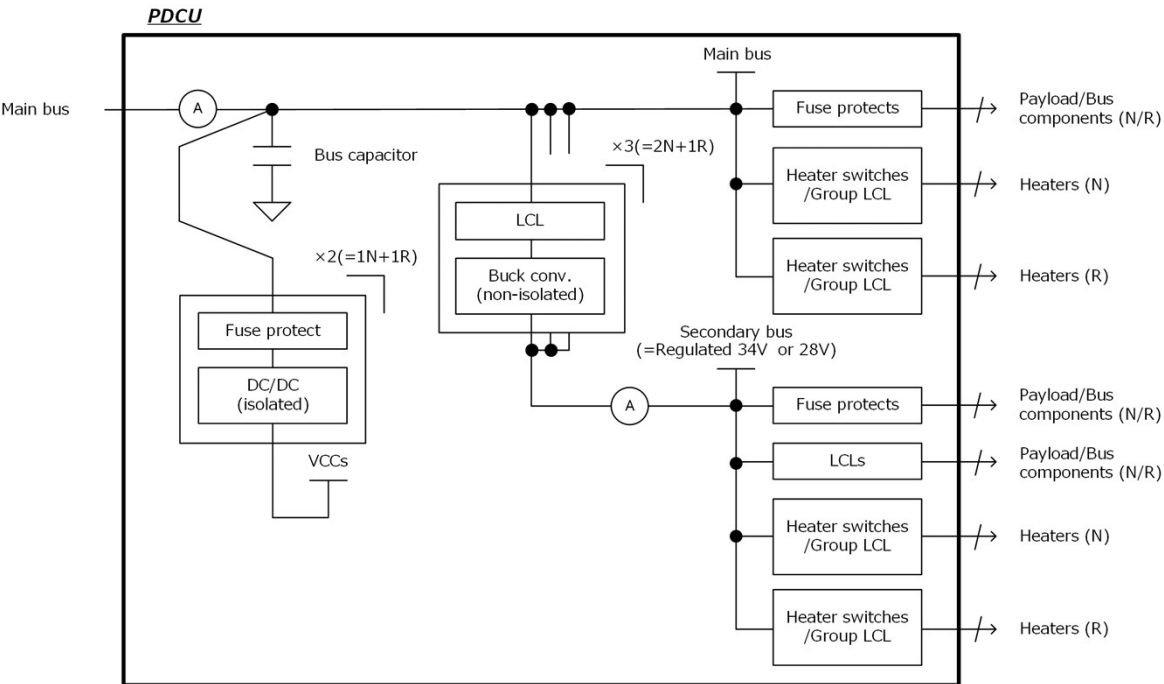 PDCU
Main bus
Main bus
A
Fuse protects
Payload/Bus
components (N/R)
Bus capacitor
×3(=2N+1R)
Heater switches
/Group LCL
Heaters (N)
LCL
×2(=1N+1R)
Buck conv.
(non-isolated)
Heater switches
/Group LCL
Heaters (R)
Fuse protect
DC/DC
(isolated)
VCCs
Secondary bus
(=Regulated 34V or 28V)
A
Fuse protects
Payload/Bus
components (N/R)
LCLs
Payload/Bus
components (N/R)
Heater switches
/Group LCL
Heaters (N)
Heater switches
/Group LCL
Heaters (R)